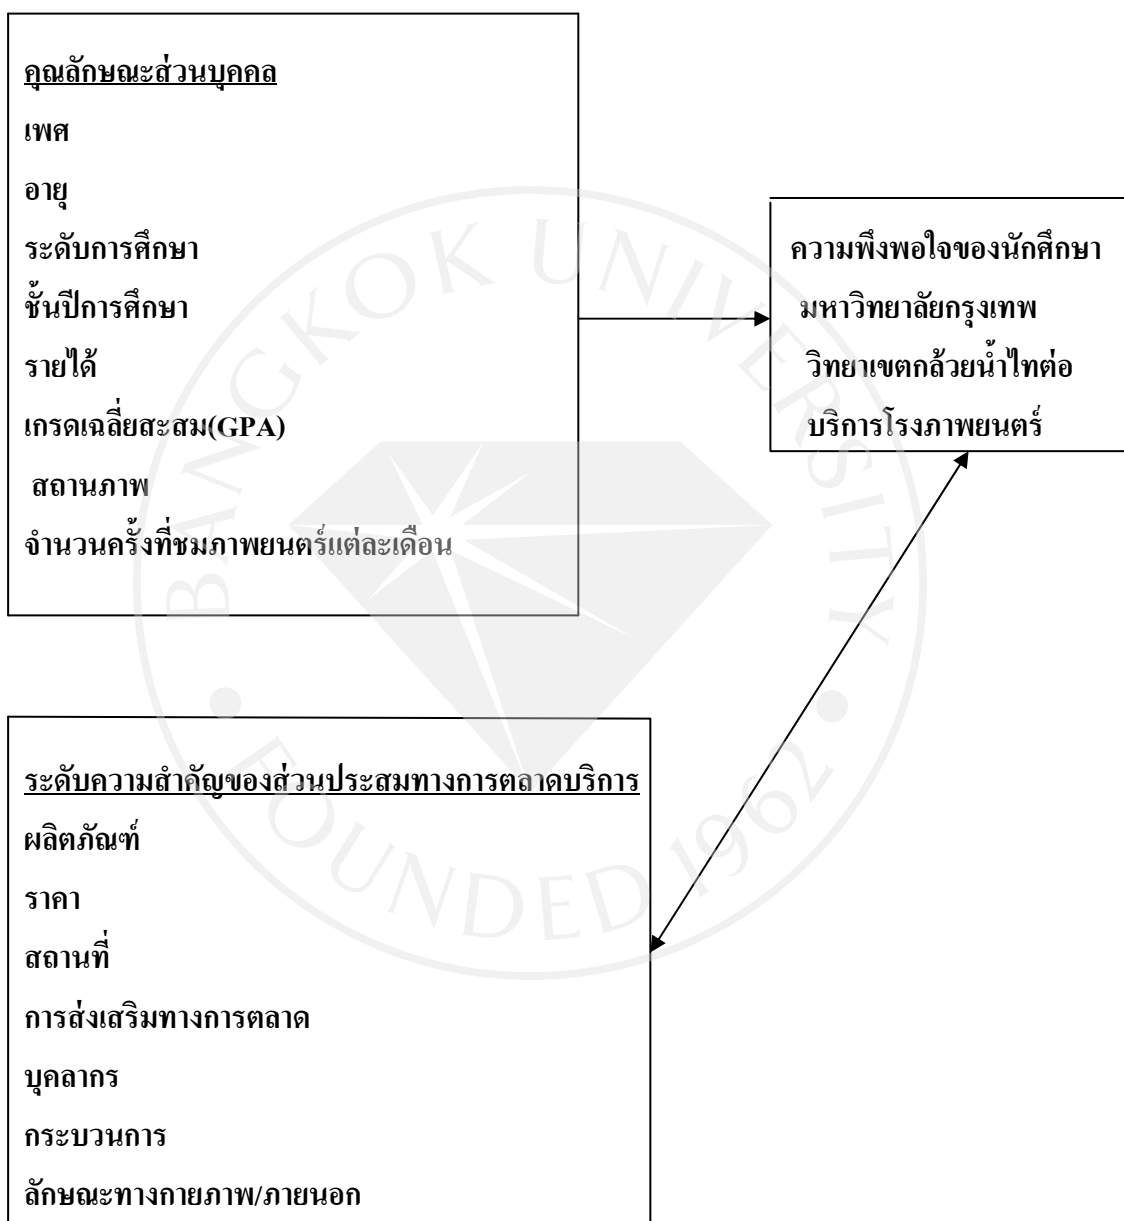 คุณลักษณะส่วนบุคคล
เพศ
อายุ
ระดับการศึกษา
ชั้นปีการศึกษา
รายได้
เกรดเฉลี่ยสะสม(GPA)
สถานภาพ
จำนวนครั้งที่ชมภาพยนตร์แต่ละเดือน
ความพึงพอใจของนักศึกษา
มหาวิทยาลัยกรุงเทพ
วิทยาเขตกล้วยน้ำไทต่อ
บริการโรงภาพยนตร์
ระดับความสำคัญของส่วนประสมทางการตลาดบริการ
ผลิตภัณฑ์
ราคา
สถานที่
การส่งเสริมทางการตลาด
บุคลากร
กระบวนการ
ลักษณะทางกายภาพ/ภายนอก
BANGKOK UNIVERSITY
FOUNDED 1962